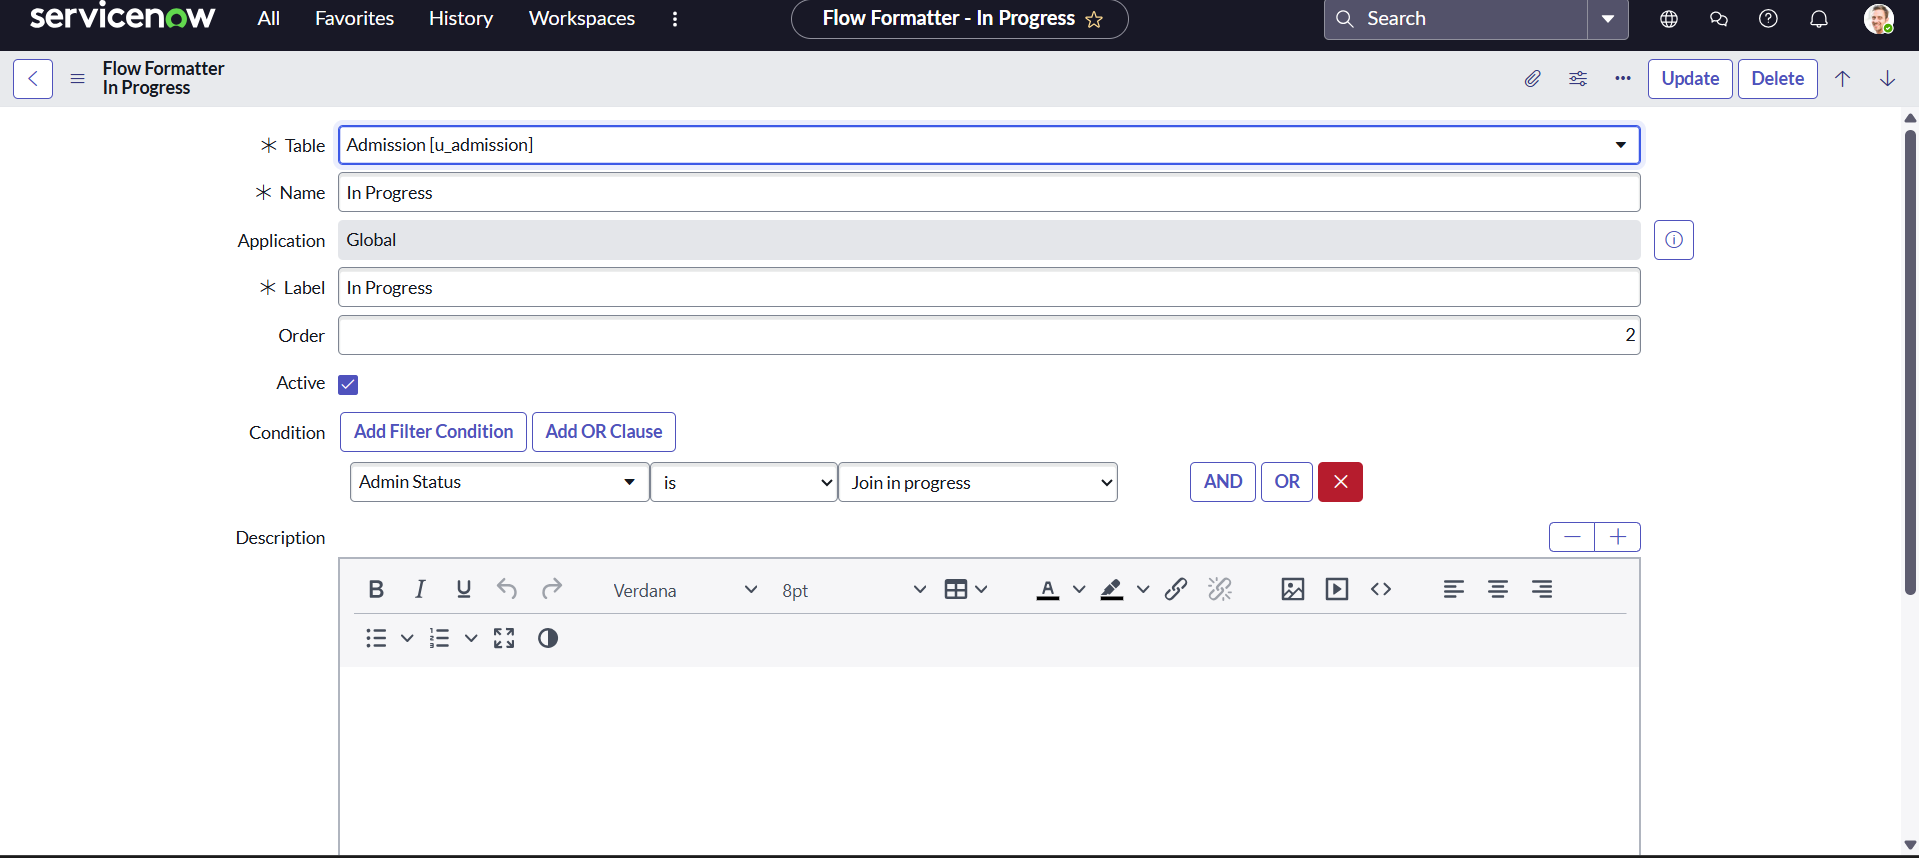 servicenow All Favorites History Workspaces Flow Formatter - In Progress Search
Flow Formatter
In Progress
Update Delete
Table Admission [u_admission]
Name In Progress
Application Global
Label In Progress
Order 2
Active
Condition Add Filter Condition Add OR Clause
Admin Status is Join in progress AND OR
Description
B I U Verdana 8pt A